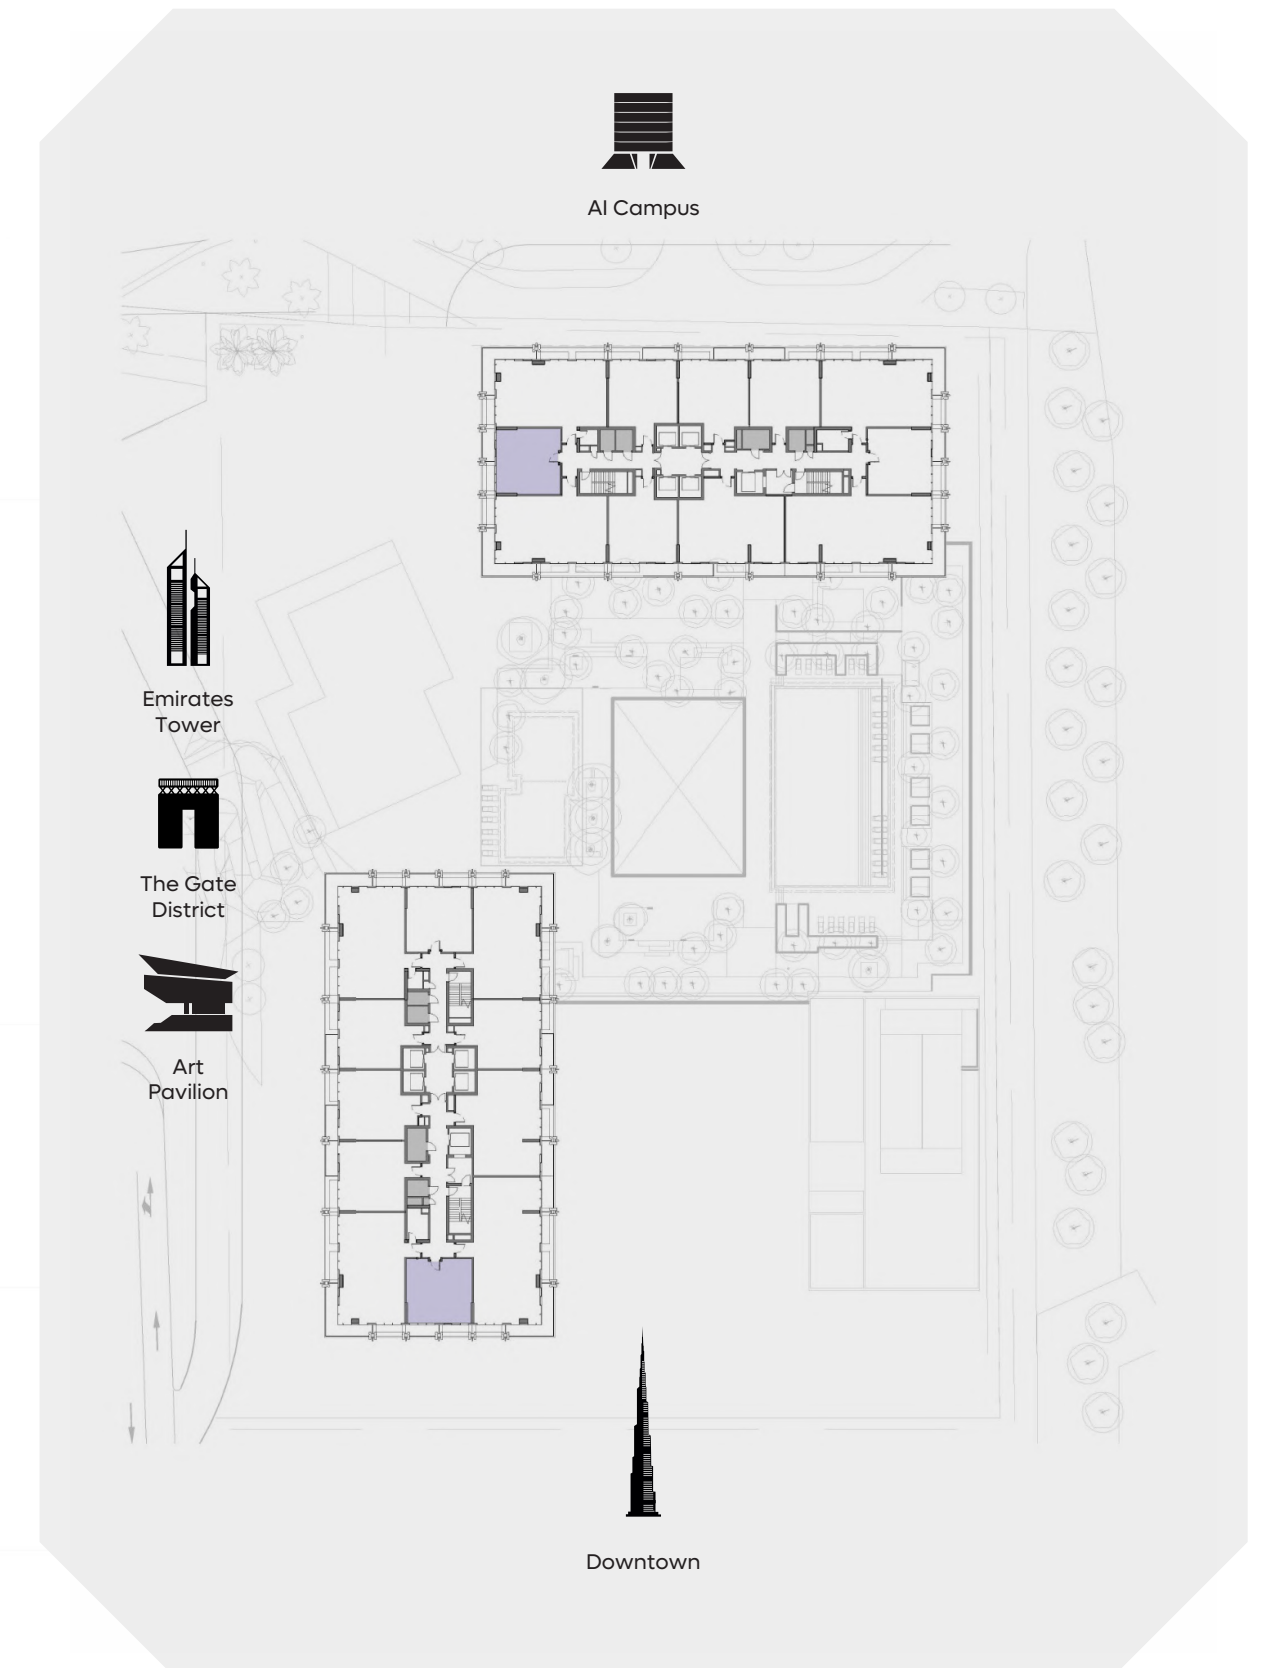 AI Campus
Emirates
Tower
The Gate
District
Art
Pavilion
Downtown